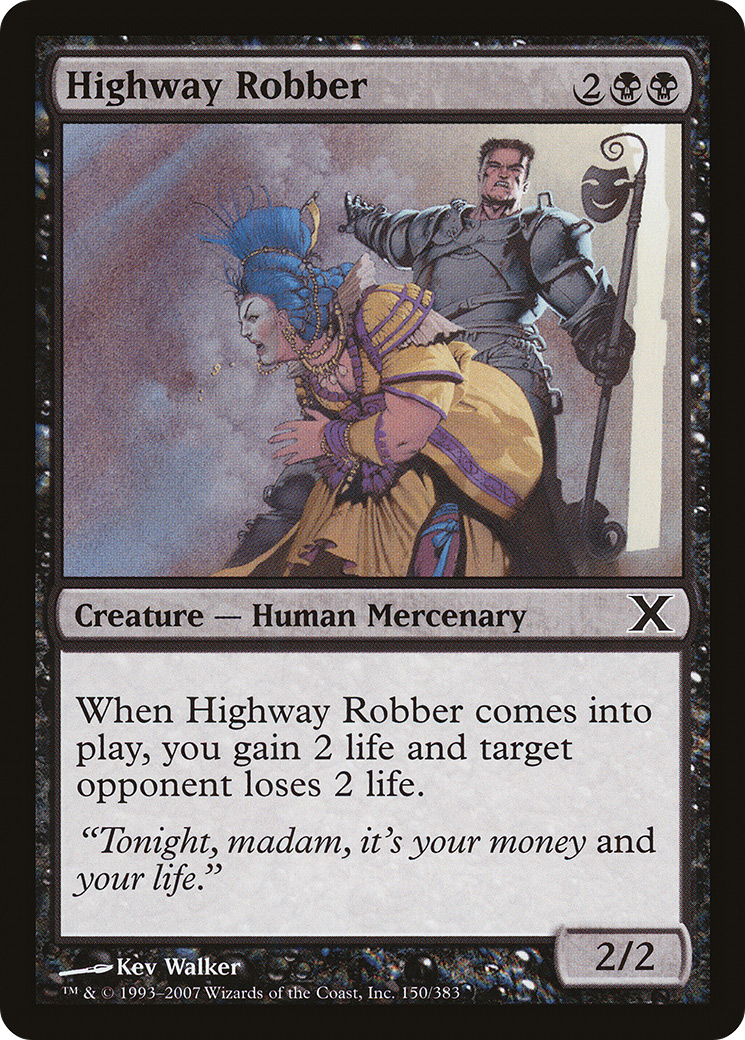 Highway Robber 2
Creature — Human Mercenary X
When Highway Robber comes into
play, you gain 2 life and target
opponent loses 2 life.
“Tonight, madam, it’s your money and
your life.”
2/2
Kev Walker
™ & © 1993–2007 Wizards of the Coast, Inc. 150/383